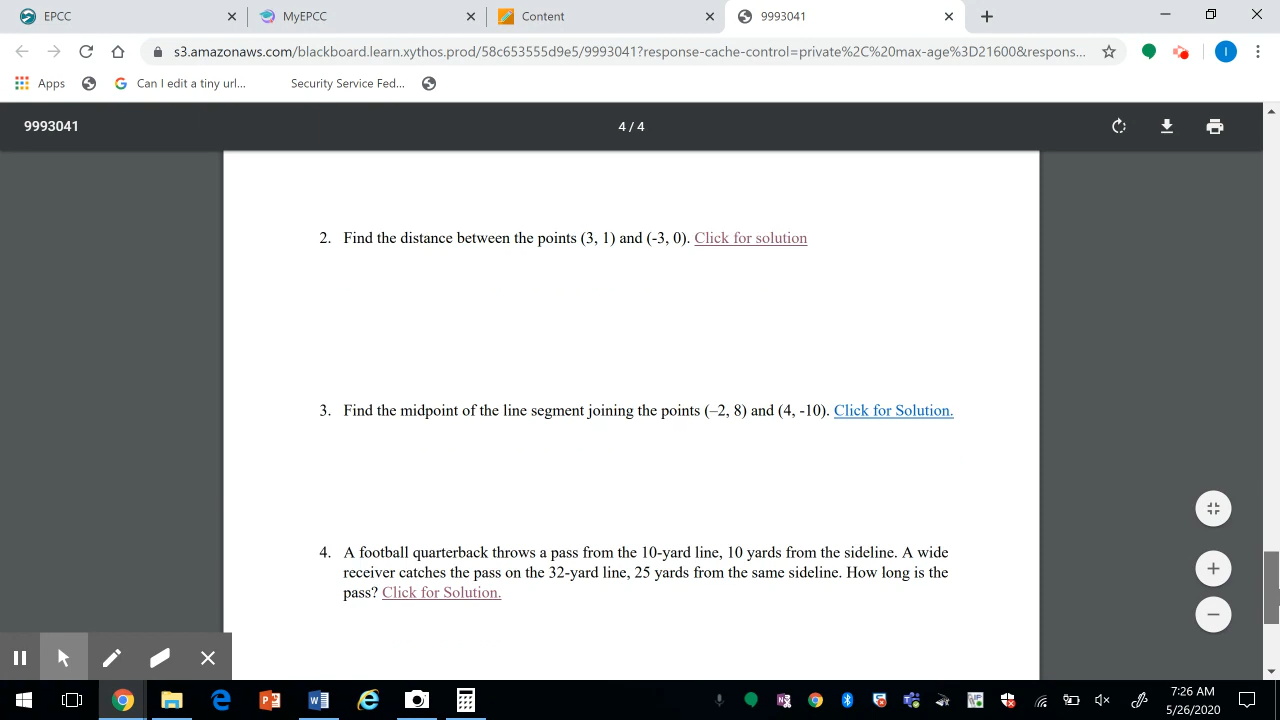 EPCC
MyEPCC
Content
9993041
s3.amazonaws.com/blackboard.learn.xythos.prod/58c653555d9e5/9993041?response-cache-control=private%2C%20max-age%3D21600&respons...
I
Apps
Can I edit a tiny url...
Security Service Fed...
9993041
4 / 4
2. Find the distance between the points (3, 1) and (-3, 0). Click for solution
3. Find the midpoint of the line segment joining the points (–2, 8) and (4, -10). Click for Solution.
4. A football quarterback throws a pass from the 10-yard line, 10 yards from the sideline. A wide
receiver catches the pass on the 32-yard line, 25 yards from the same sideline. How long is the
pass? Click for Solution.
7:26 AM
5/26/2020